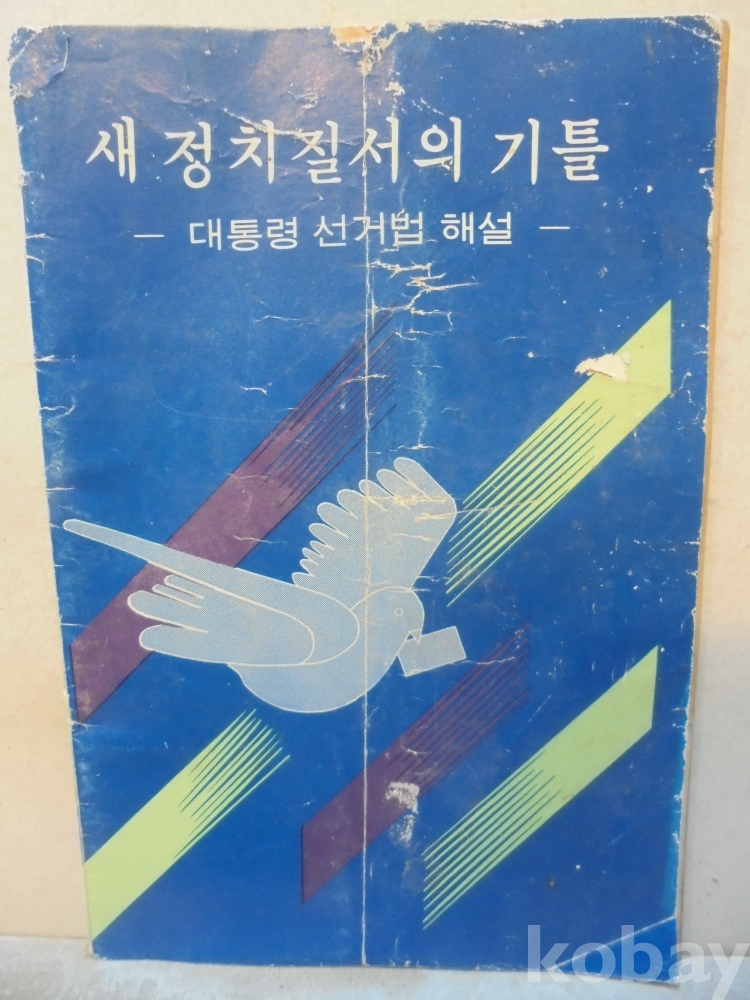 새 정치질서의 기틀
— 대통령 선거법 해설 —
kobay